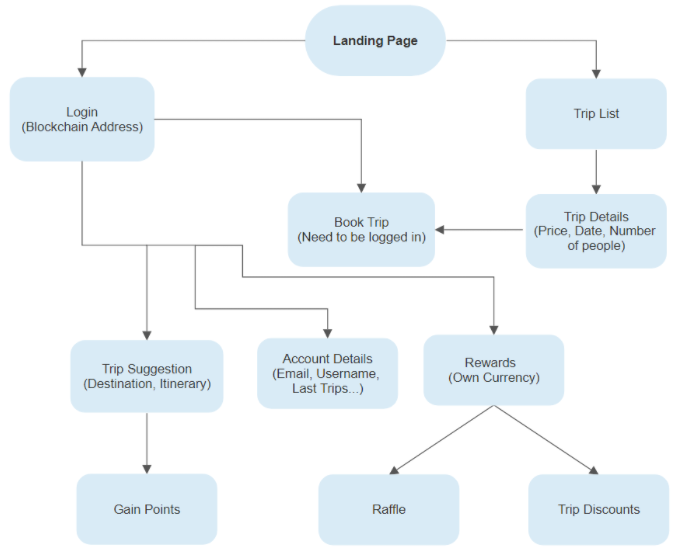 Landing Page
Login
(Blockchain Address)
Trip List
Book Trip
(Need to be logged in)
Trip Details
(Price, Date, Number
of people)
Trip Suggestion
(Destination, Itinerary)
Account Details
(Email, Username,
Last Trips...)
Rewards
(Own Currency)
Gain Points
Raffle
Trip Discounts